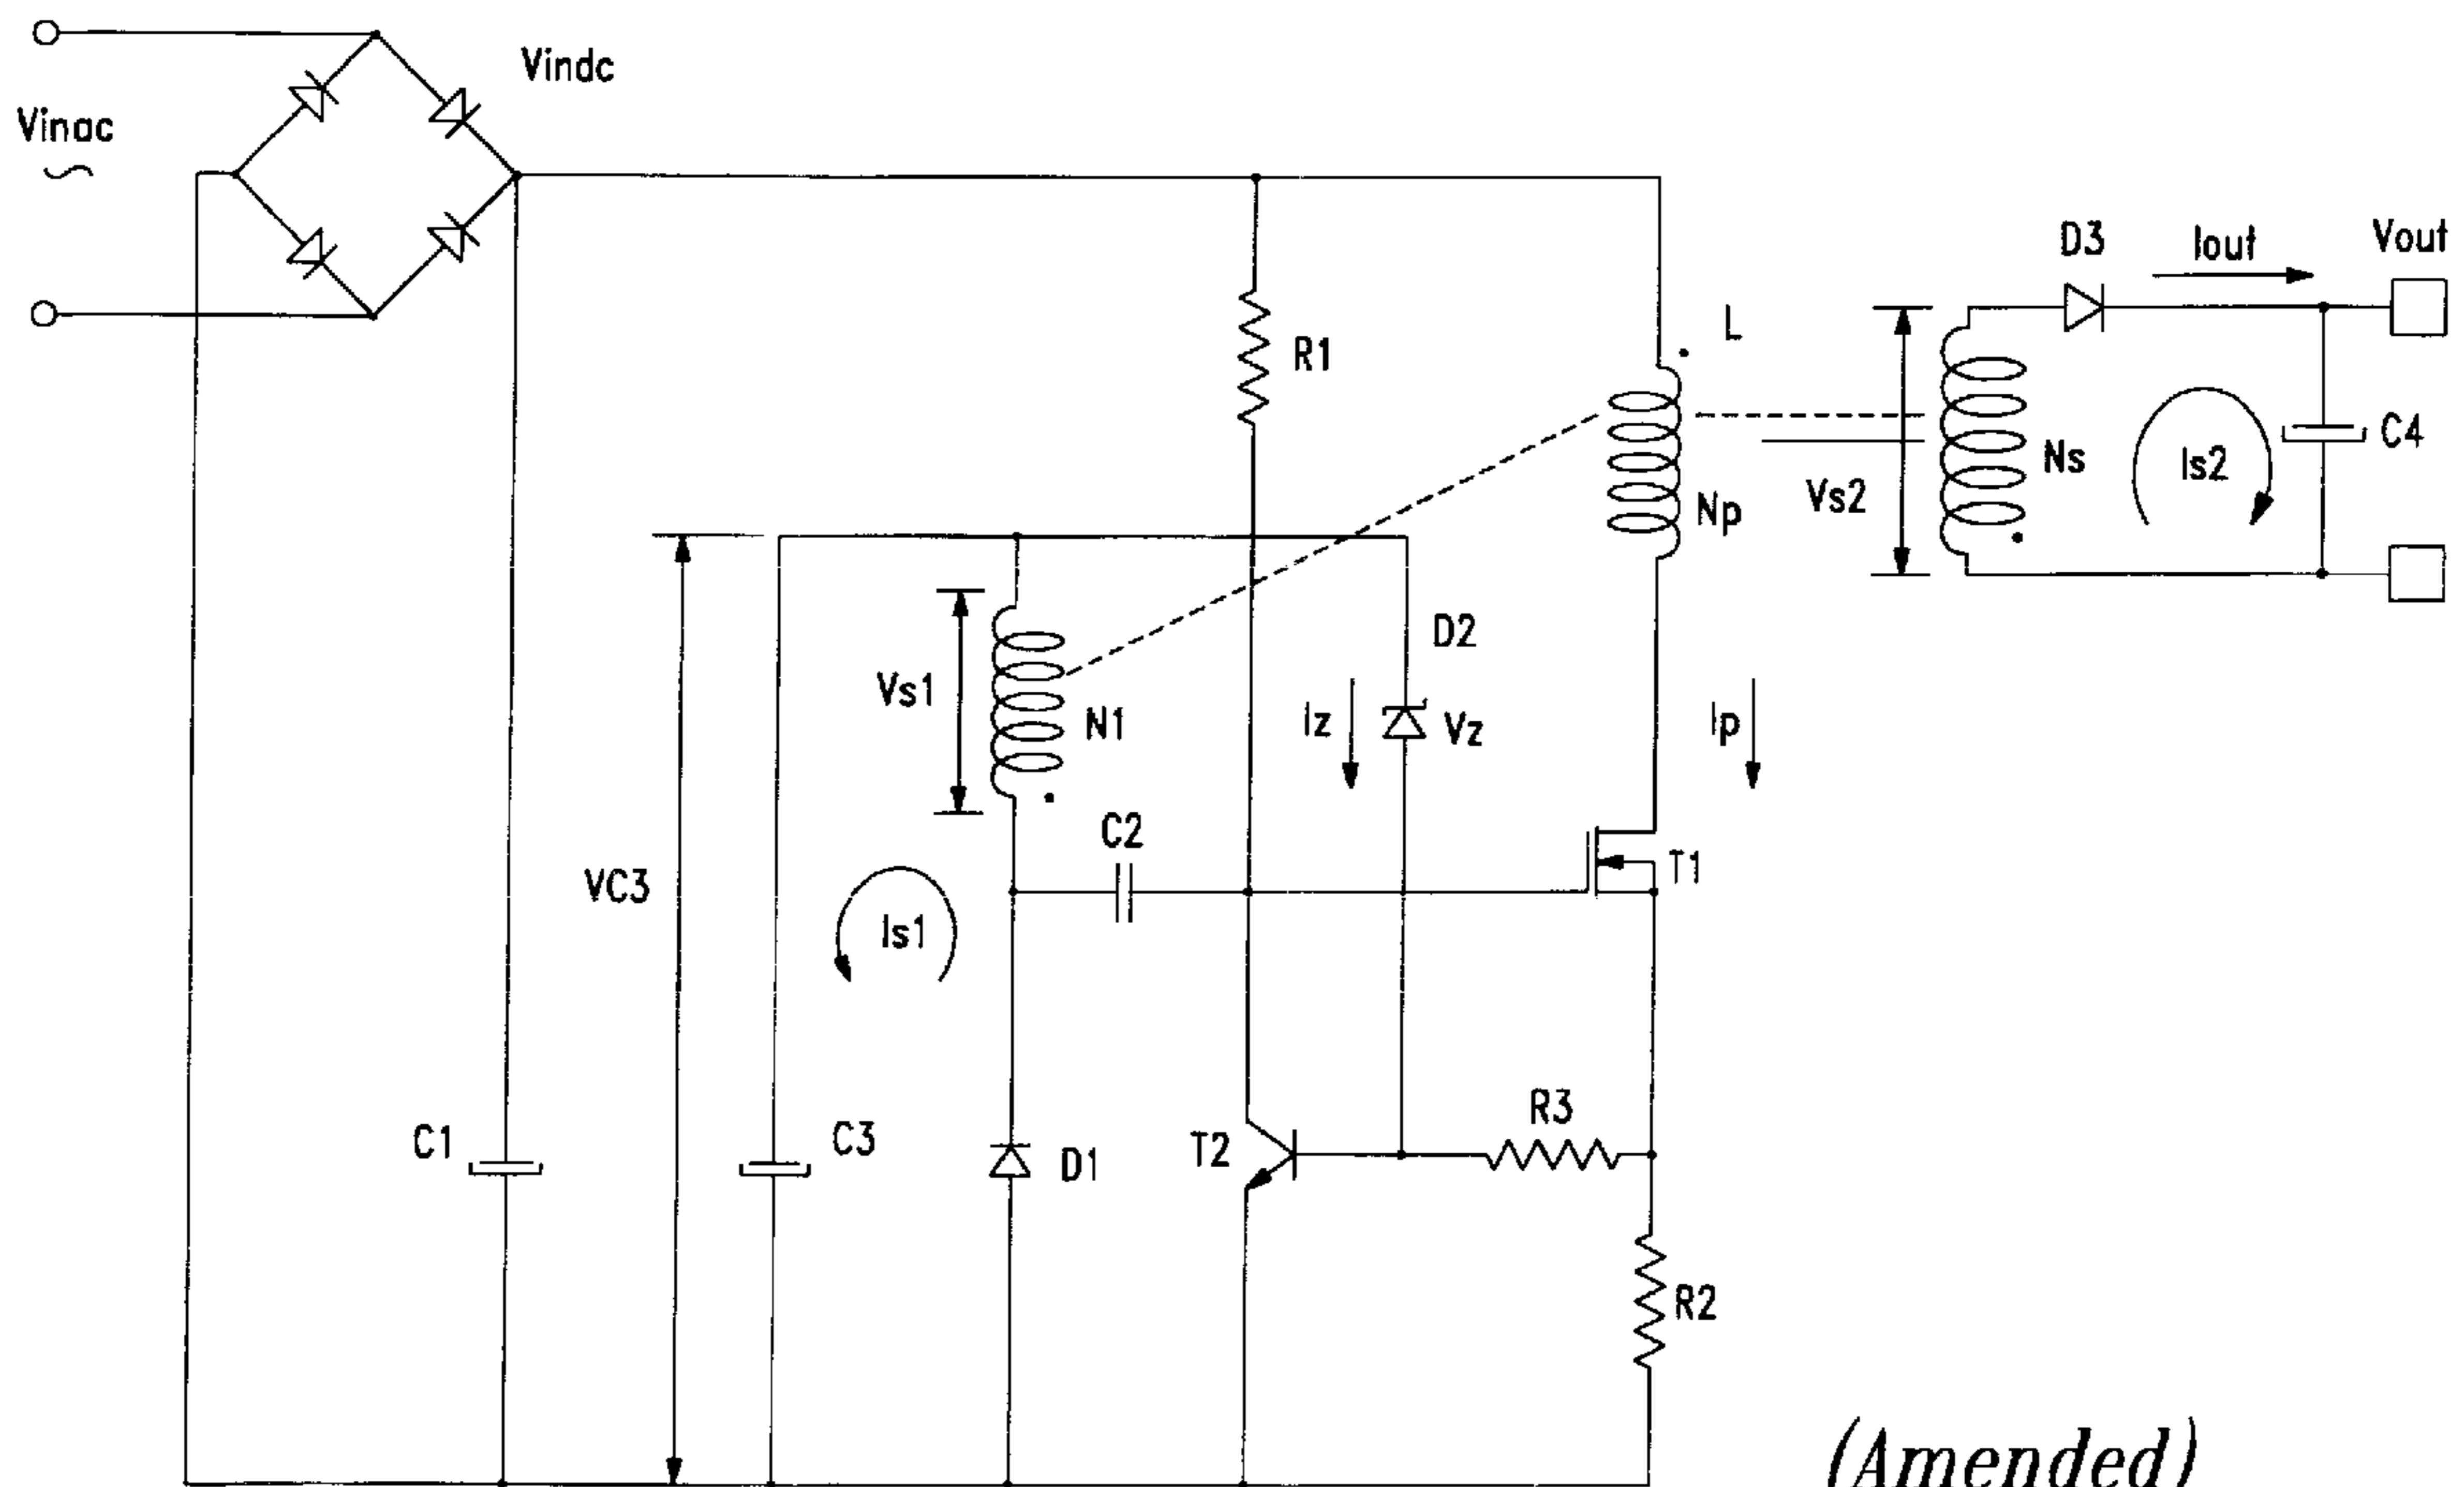 Vindc
Vinac
D3
Iout
Vout
L
R1
C4
Ns
Is2
Vs2
Np
D2
Vs1
N1
Iz
Vz
Ip
C2
T1
VC3
Is1
R3
C1
C3
D1
T2
R2
(Amended)